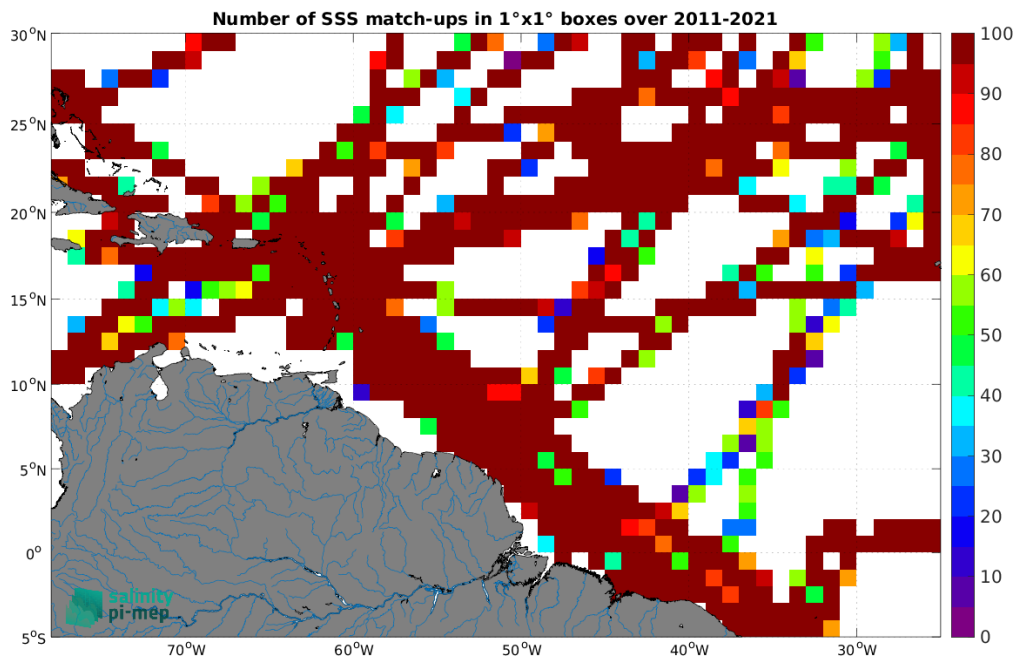 Number of SSS match-ups in 1°x1° boxes over 2011-2021
30°N
25°N
20°N
15°N
10°N
5°N
0°
5°S
70°W
60°W
50°W
40°W
30°W
100
90
80
70
60
50
40
30
20
10
0
salinity
pi-mep